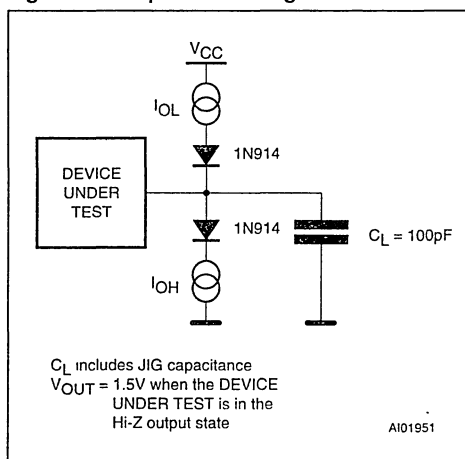 VCC
IOL
1N914
DEVICE
UNDER
TEST
1N914
CL = 100pF
IOH
CL includes JIG capacitance
VOUT = 1.5V when the DEVICE
UNDER TEST is in the
Hi-Z output state
AI01951